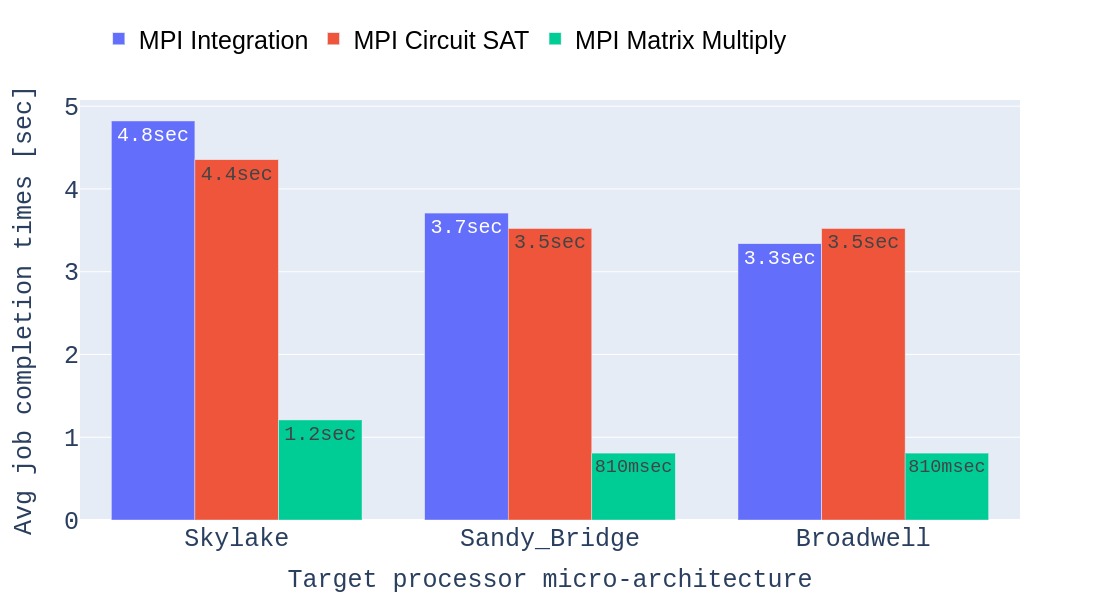 MPI Integration MPI Circuit SAT MPI Matrix Multiply
Avg job completion times [sec]
5
4
3
2
1
0
4.8sec
4.4sec
1.2sec
3.7sec
3.5sec
810msec
3.3sec
3.5sec
810msec
Skylake Sandy_Bridge Broadwell
Target processor micro-architecture